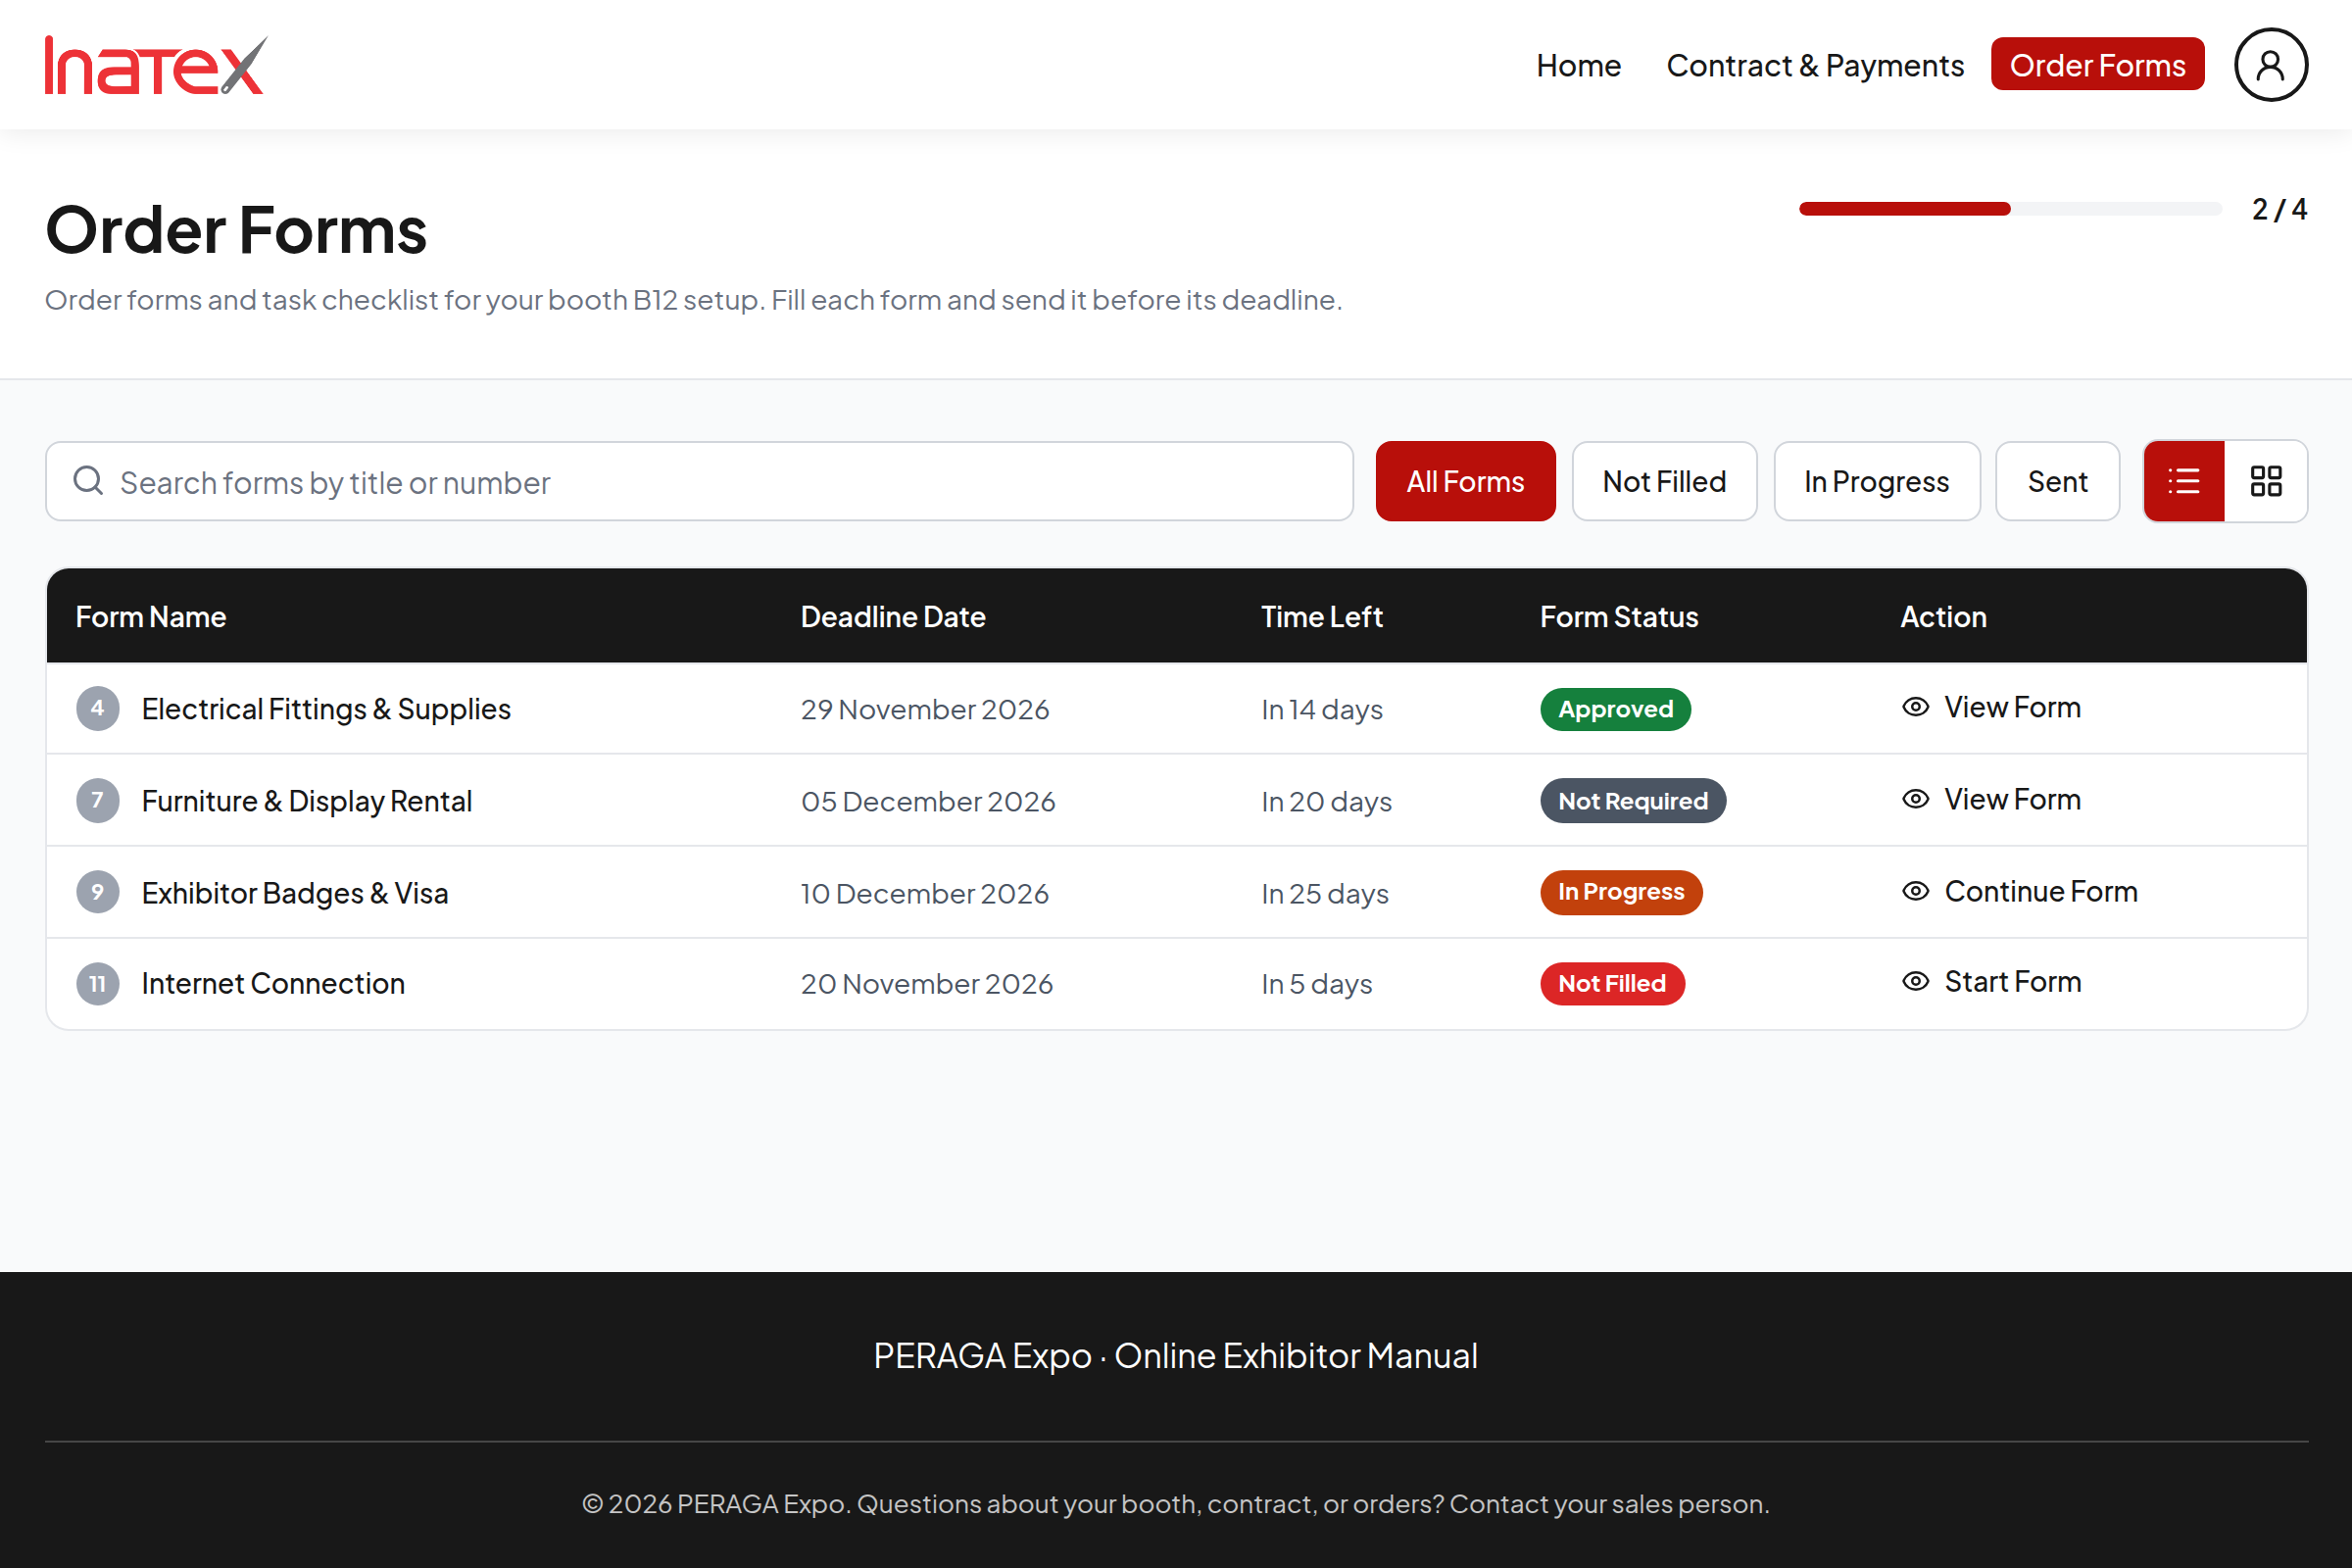 Inatex
Home Contract & Payments Order Forms
Order Forms
2 / 4
Order forms and task checklist for your booth B12 setup. Fill each form and send it before its deadline.
Search forms by title or number
All Forms Not Filled In Progress Sent
Form Name Deadline Date Time Left Form Status Action
4 Electrical Fittings & Supplies 29 November 2026 In 14 days Approved View Form
7 Furniture & Display Rental 05 December 2026 In 20 days Not Required View Form
9 Exhibitor Badges & Visa 10 December 2026 In 25 days In Progress Continue Form
11 Internet Connection 20 November 2026 In 5 days Not Filled Start Form
PERAGA Expo · Online Exhibitor Manual
© 2026 PERAGA Expo. Questions about your booth, contract, or orders? Contact your sales person.